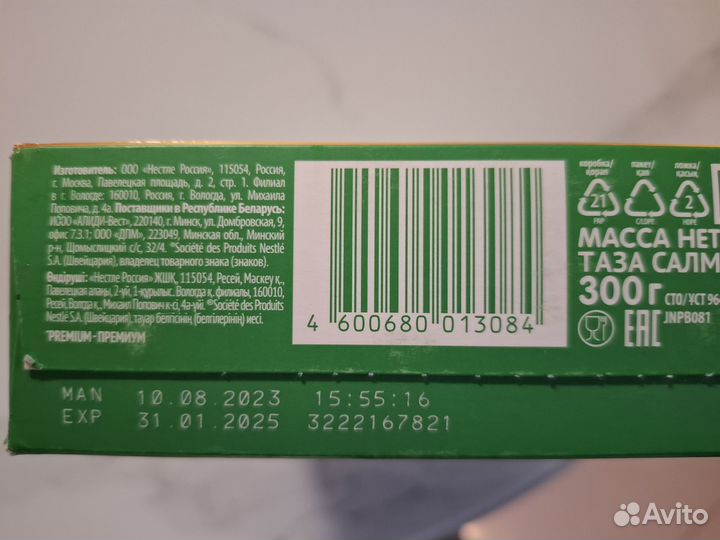 Изготовитель: ООО «Нестле Россия», 115054, Россия,
г. Москва, Павелецкая площадь, д. 2, стр. 1. Филиал
в г. Вологде: 160010, Россия, г. Вологда, ул. Михаила
Поповича, д. 4а. Поставщики в Республике Беларусь:
ИООО «АЛИДИ-Вест», 220140, г. Минск, ул. Домбровская, 9,
офис 7.3.1; ООО «ДПМ», 223049, Минская обл., Минский
р-н, Щомыслицкий с/с, 32/4. °Société des Produits Nestlé
S.A. (Швейцария), владелец товарного знака (знаков).
Өндіруші: «Нестле Россия» ЖШҚ, 115054, Ресей, Мәскеу қ.,
Павелецкая алаңы, 2-үй, 1-құрылыс. Вологда қ. филиалы, 160010,
Ресей, Вологда қ., Михаил Попович к-сі, 4а-үй. °Société des Produits
Nestlé S.A. (Швейцария), тауар белгісінің (белгілерінің) иесі.
*PREMIUM - ПРЕМИУМ
4 600680 013084
коробка/ қорап
пакет/ қап
ложка/ қасық
21
PAP
C/LDPE
2
HDPE
МАССА НЕТ
ТАЗА САЛМ
300 г СТО/ҰСТ 96
EAC JNPB081
MAN 10.08.2023 15:55:16
EXP 31.01.2025 3222167821
Avito